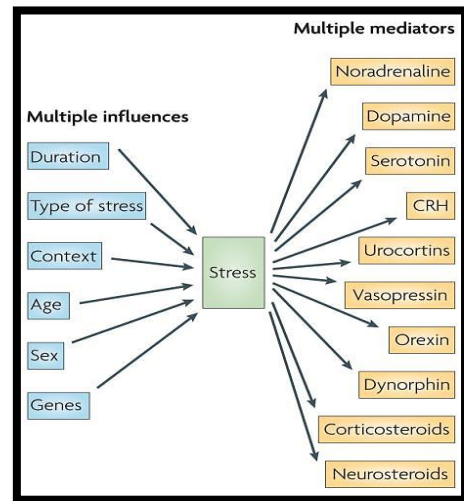 Multiple mediators
Multiple influences
Duration
Type of stress
Context
Age
Sex
Genes
Stress
Noradrenaline
Dopamine
Serotonin
CRH
Urocortins
Vasopressin
Orexin
Dynorphin
Corticosteroids
Neurosteroids